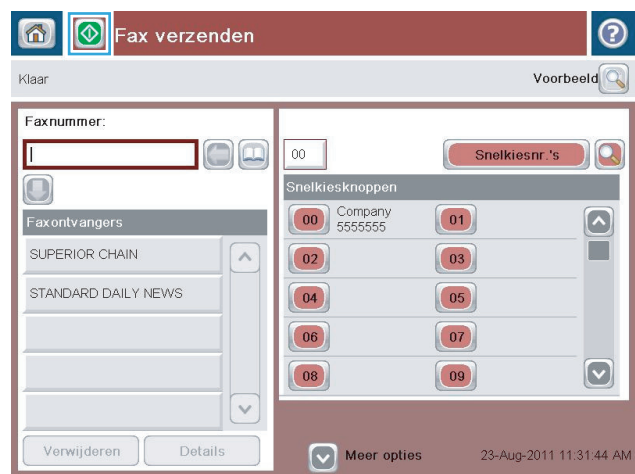 Fax verzenden
Klaar
Voorbeeld
Faxnummer:
00
Snelkiesnr.'s
Snelkiesknoppen
Faxontvangers
SUPERIOR CHAIN
STANDARD DAILY NEWS
00 Company 01
5555555
02 03
04 05
06 07
08 09
Verwijderen Details
Meer opties
23-Aug-2011 11:31:44 AM